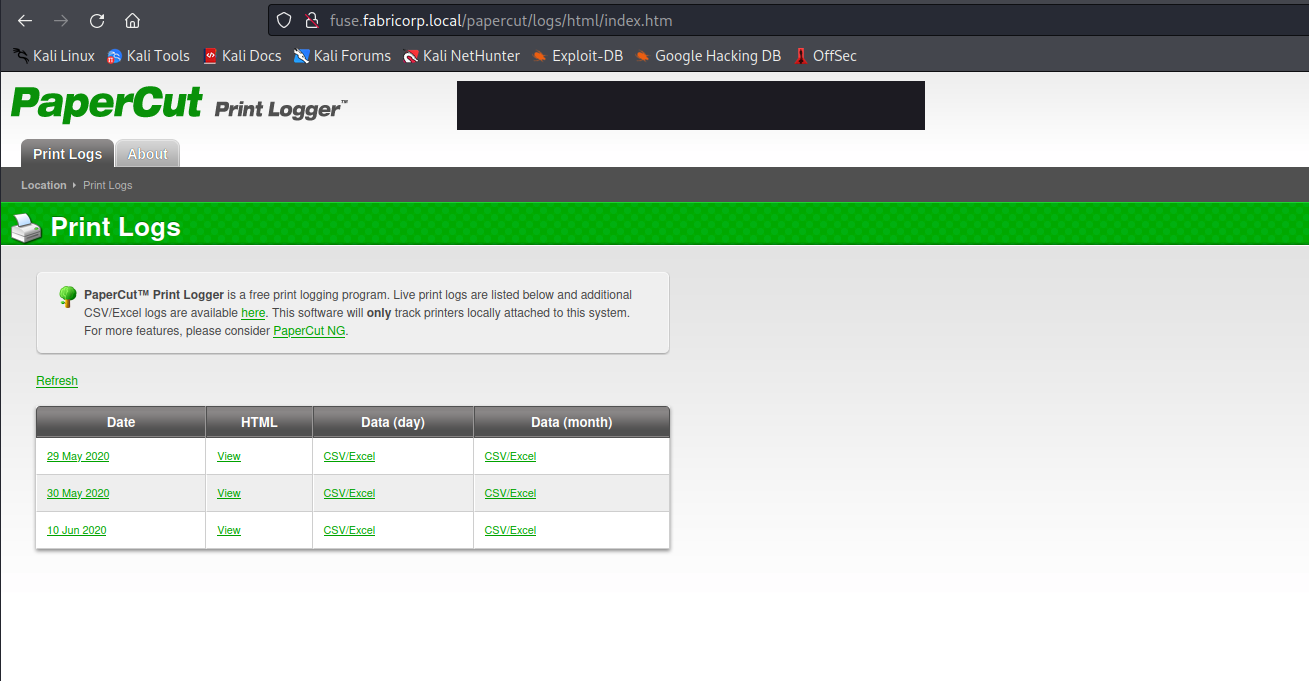 fuse.fabricorp.local/papercut/logs/html/index.htm
Kali Linux Kali Tools Kali Docs Kali Forums Kali NetHunter Exploit-DB Google Hacking DB OffSec
PaperCut Print Logger™
Print Logs About
Location Print Logs
Print Logs
PaperCut™ Print Logger is a free print logging program. Live print logs are listed below and additional
CSV/Excel logs are available here. This software will only track printers locally attached to this system.
For more features, please consider PaperCut NG.
Refresh
Date HTML Data (day) Data (month)
29 May 2020 View CSV/Excel CSV/Excel
30 May 2020 View CSV/Excel CSV/Excel
10 Jun 2020 View CSV/Excel CSV/Excel